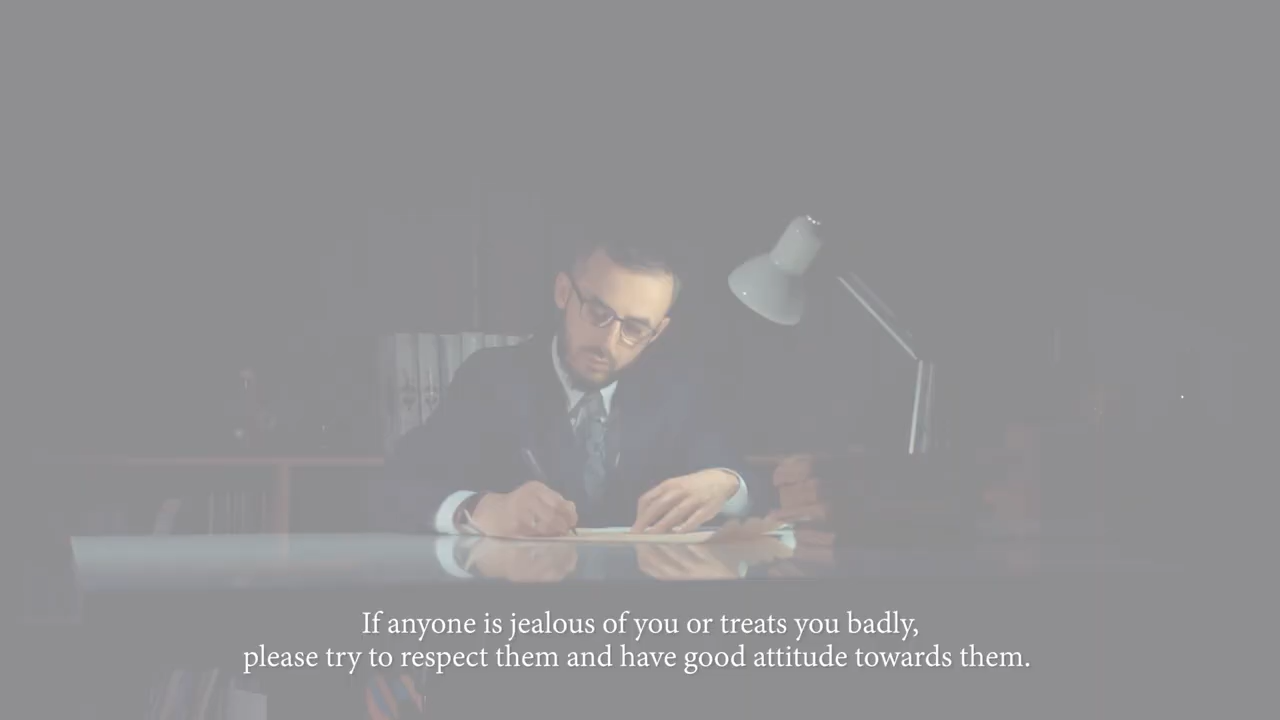 If anyone is jealous of you or treats you badly,
please try to respect them and have good attitude towards them.